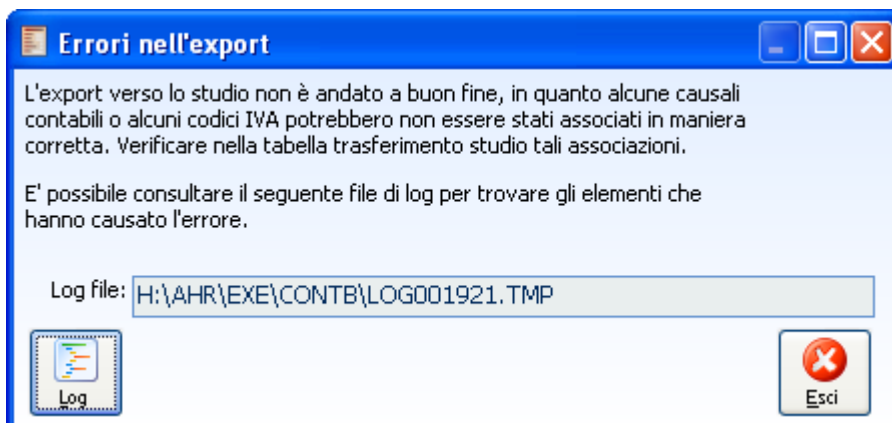 Errori nell'export
L'export verso lo studio non è andato a buon fine, in quanto alcune causali
contabili o alcuni codici IVA potrebbero non essere stati associati in maniera
corretta. Verificare nella tabella trasferimento studio tali associazioni.
E' possibile consultare il seguente file di log per trovare gli elementi che
hanno causato l'errore.
Log file: H:\AHR\EXE\CONTB\LOG001921.TMP
Log
Esci